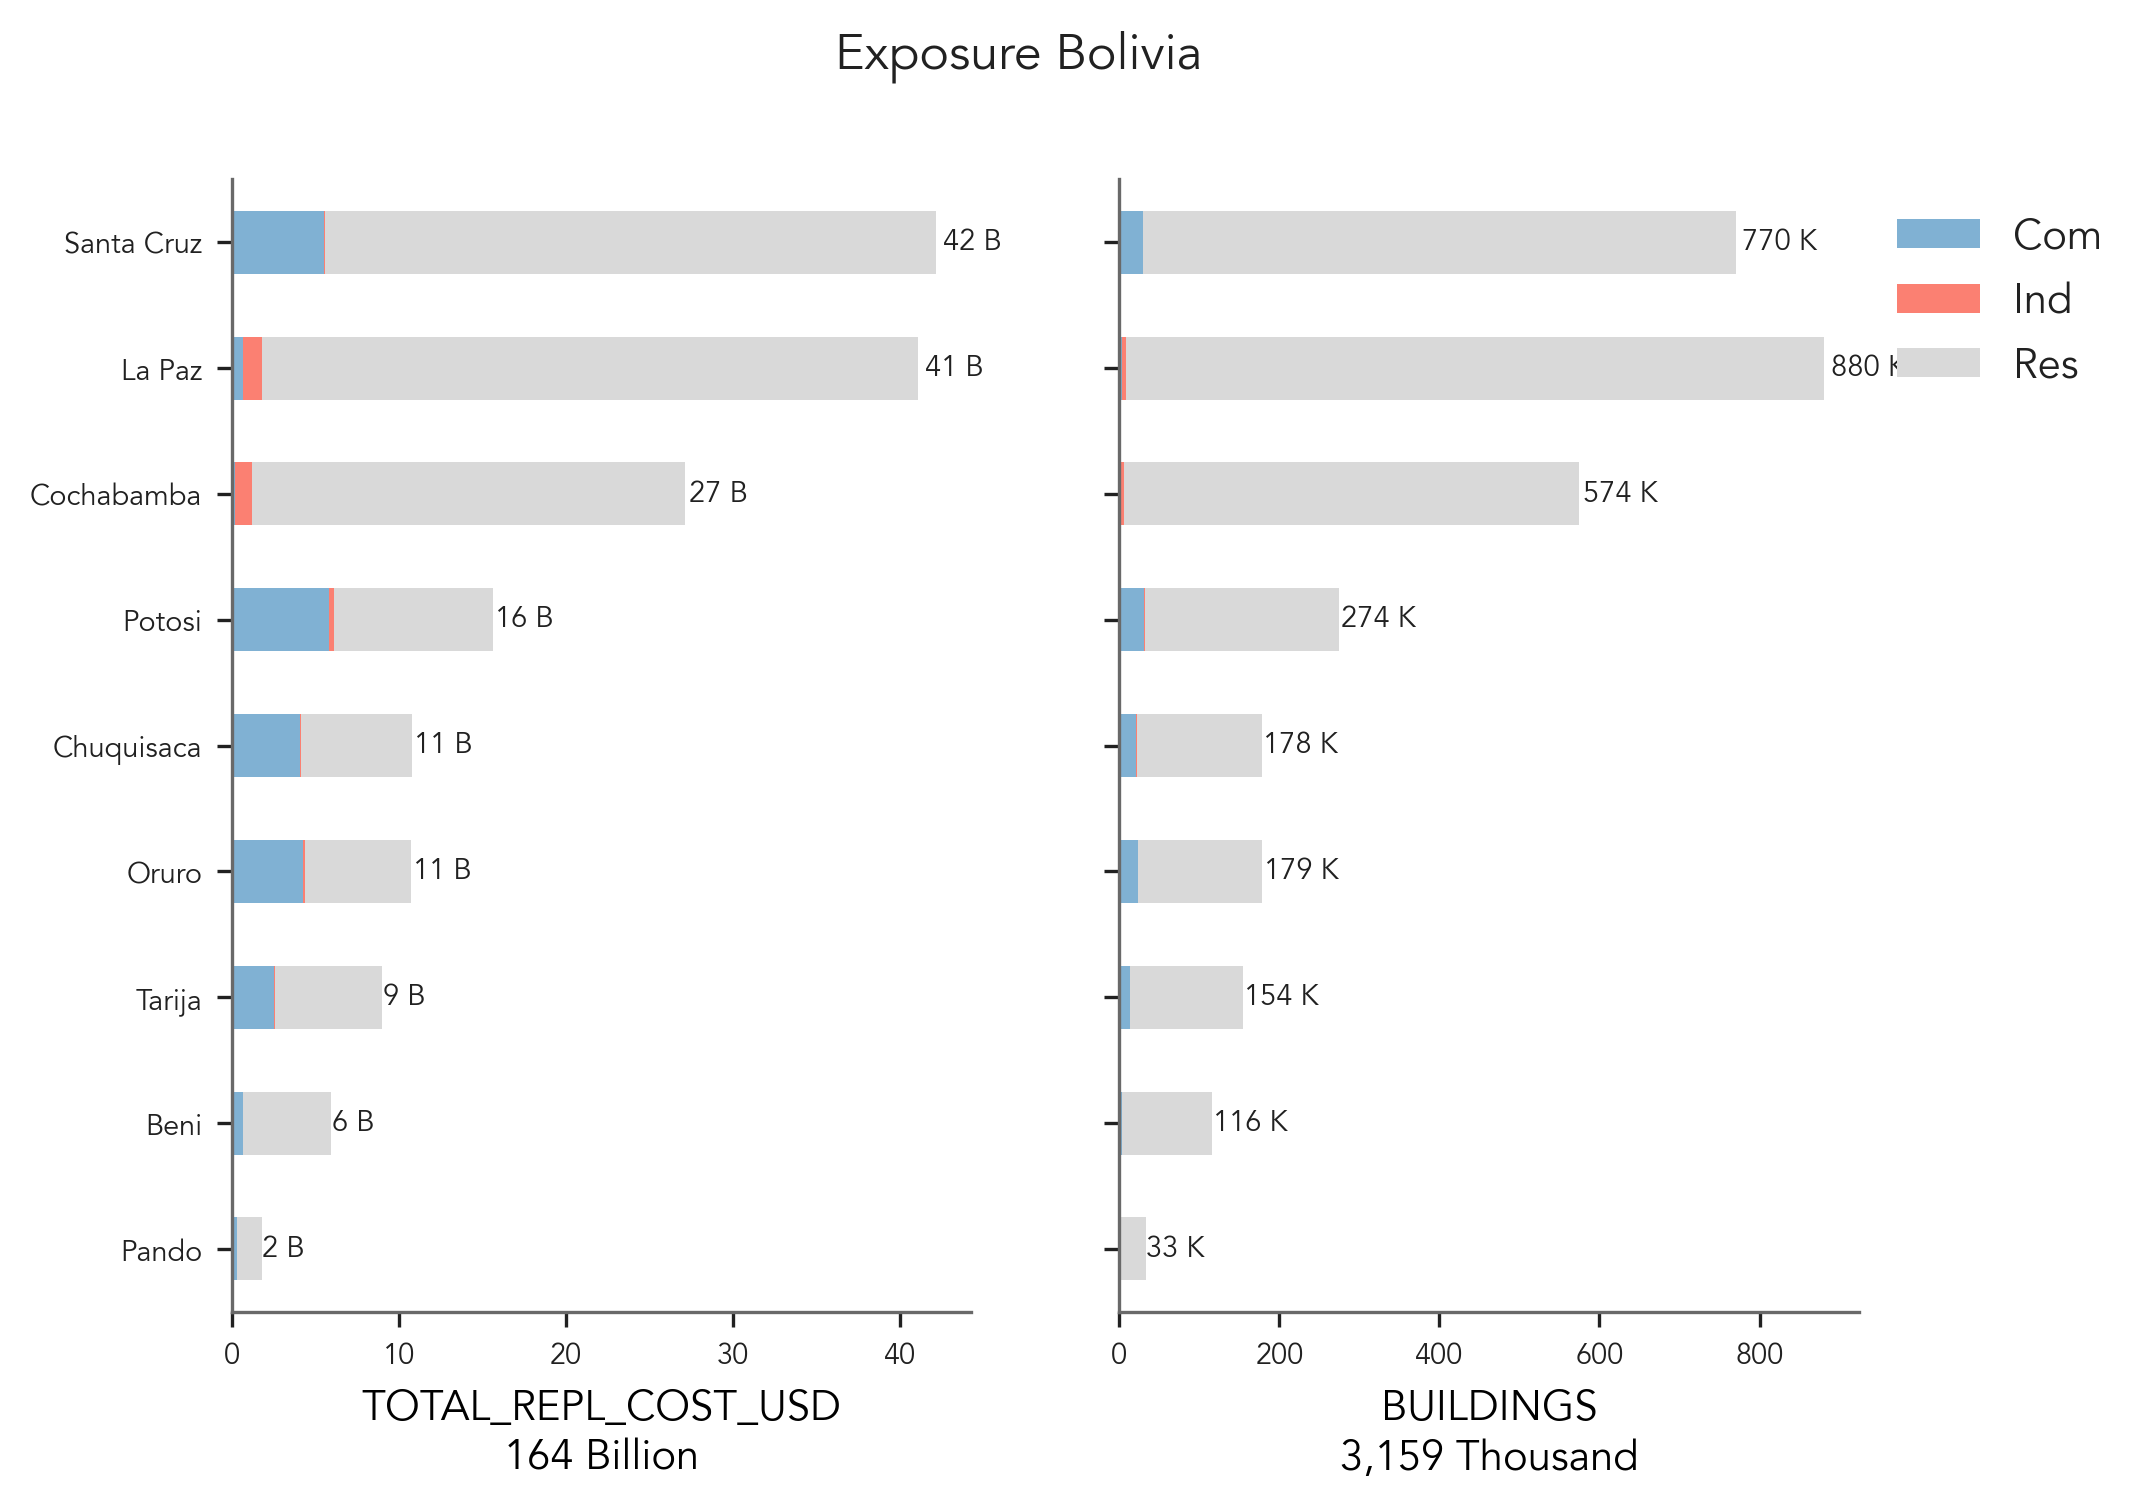 Exposure Bolivia
Santa Cruz
La Paz
Cochabamba
Potosi
Chuquisaca
Oruro
Tarija
Beni
Pando
42 B
41 B
27 B
16 B
11 B
11 B
9 B
6 B
2 B
0 10 20 30 40
TOTAL_REPL_COST_USD
164 Billion
770 K
880 K
574 K
274 K
178 K
179 K
154 K
116 K
33 K
0 200 400 600 800
BUILDINGS
3,159 Thousand
Com
Ind
Res